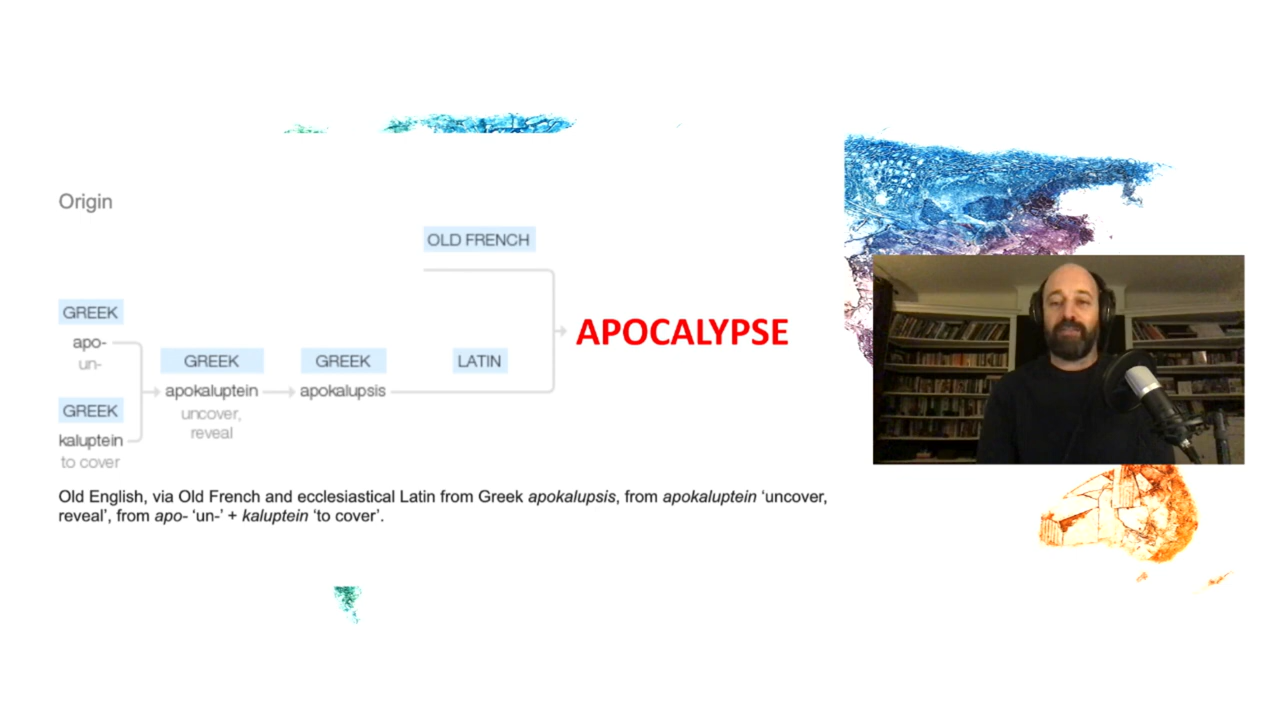 Origin
OLD FRENCH
GREEK
apo-
un-
GREEK
kaluptein
to cover
GREEK
apokaluptein
uncover,
reveal
GREEK
apokalupsis
LATIN
APOCALYPSE
Old English, via Old French and ecclesiastical Latin from Greek apokalupsis, from apokaluptein ‘uncover,
reveal’, from apo- ‘un-’ + kaluptein ‘to cover’.